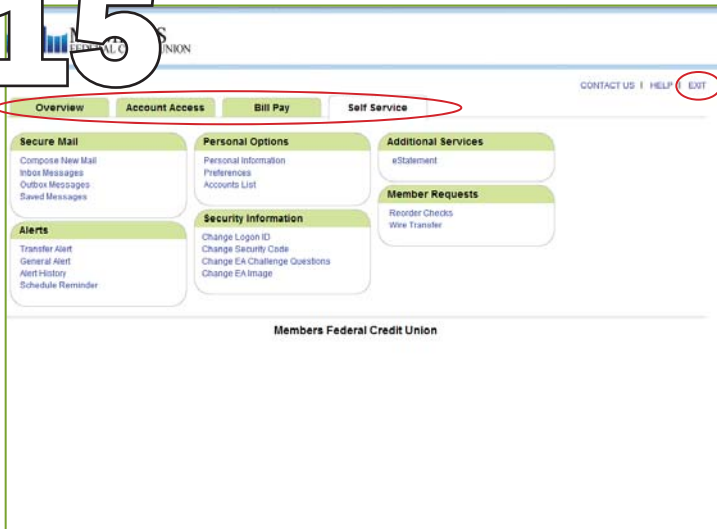 15
FEDERAL
CONTACT US | HELP | EXIT
Overview Account Access Bill Pay Self Service
Secure Mail
Compose New Mail
Inbox Messages
Outbox Messages
Saved Messages
Alerts
Transfer Alert
General Alert
Alert History
Schedule Reminder
Personal Options
Personal Information
Preferences
Accounts List
Security Information
Change Logon ID
Change Security Code
Change EA Challenge Questions
Change EA Image
Additional Services
eStatement
Member Requests
Reorder Checks
Wire Transfer
Members Federal Credit Union